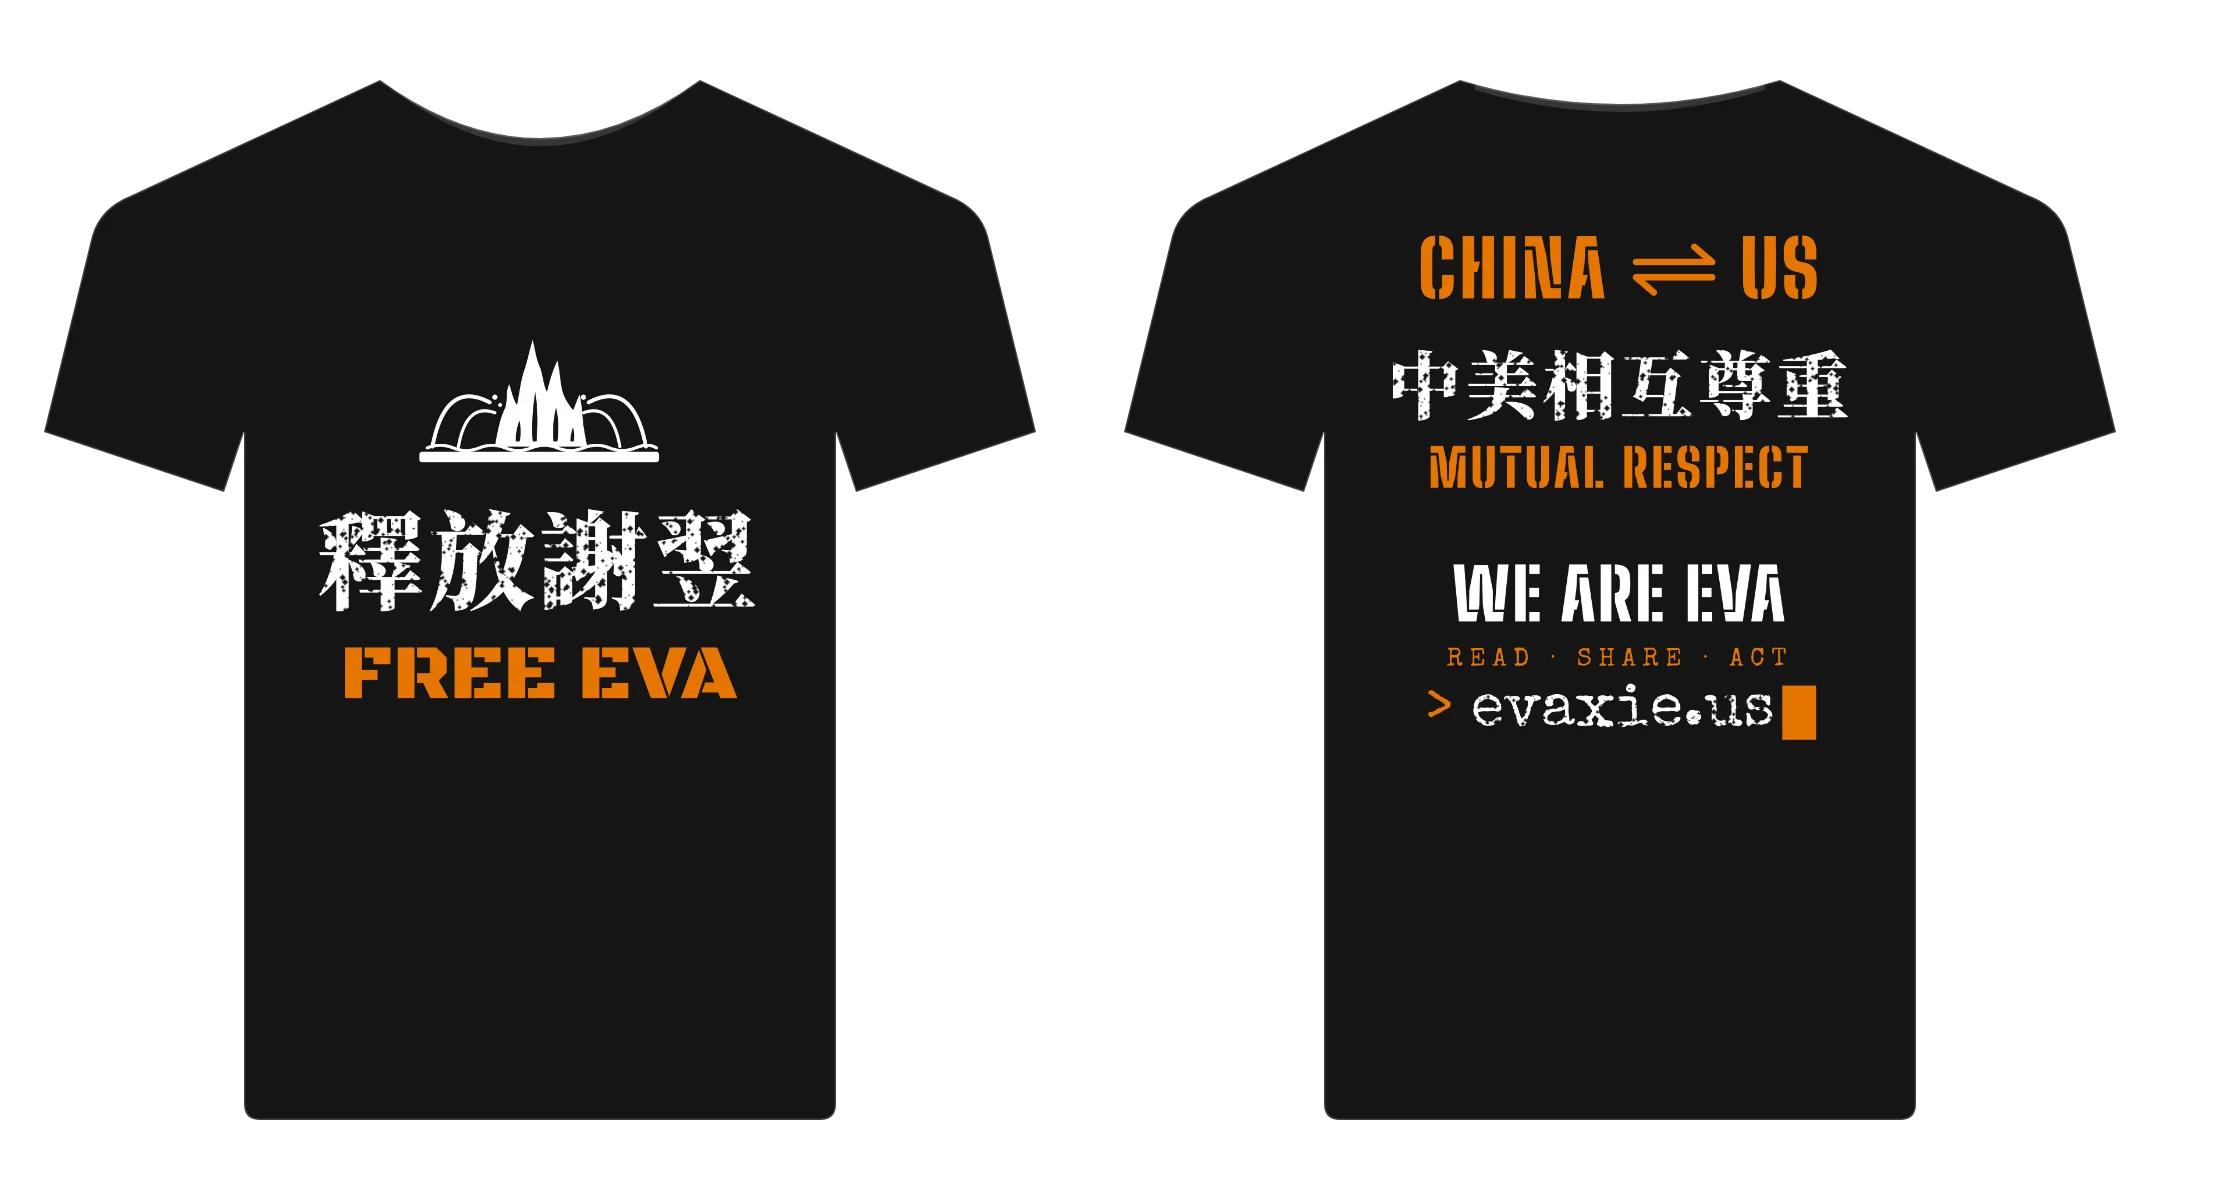 釋放謝翌
FREE EVA
CHINA ⇌ US
中美相互尊重
MUTUAL RESPECT
WE ARE EVA
READ · SHARE · ACT
> evaxie.us